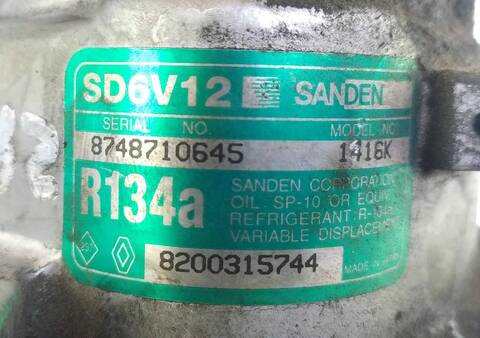 SD6V12 SANDEN
SERIAL NO. MODEL NO.
8748710645 1416K
R134a
SANDEN CORPORATION
OIL. SP-10 OR EQUIV.
REFRIGERANT: R-134a
VARIABLE DISPLACEMENT
8200315744
MADE IN